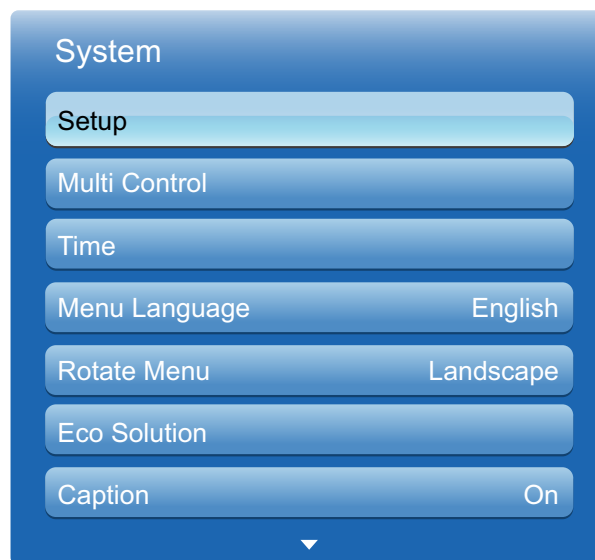 System
Setup
Multi Control
Time
Menu Language English
Rotate Menu Landscape
Eco Solution
Caption On